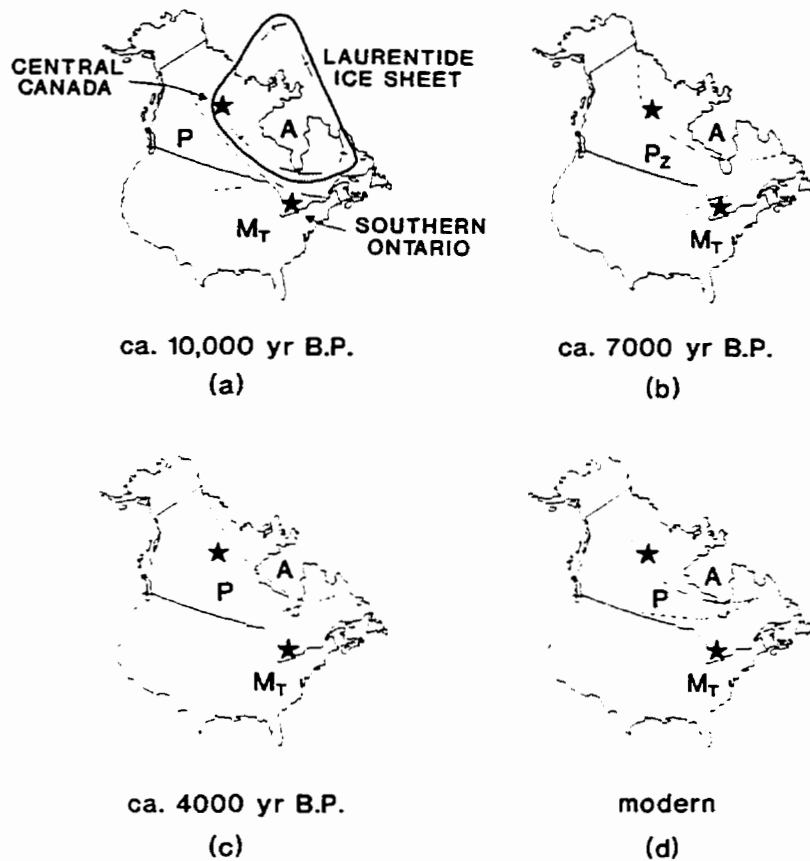 CENTRAL
CANADA
LAURENTIDE
ICE SHEET
P
A
M_T
SOUTHERN
ONTARIO
ca. 10,000 yr B.P.
(a)
A
P_Z
M_T
ca. 7000 yr B.P.
(b)
A
P
M_T
ca. 4000 yr B.P.
(c)
A
P
M_T
modern
(d)